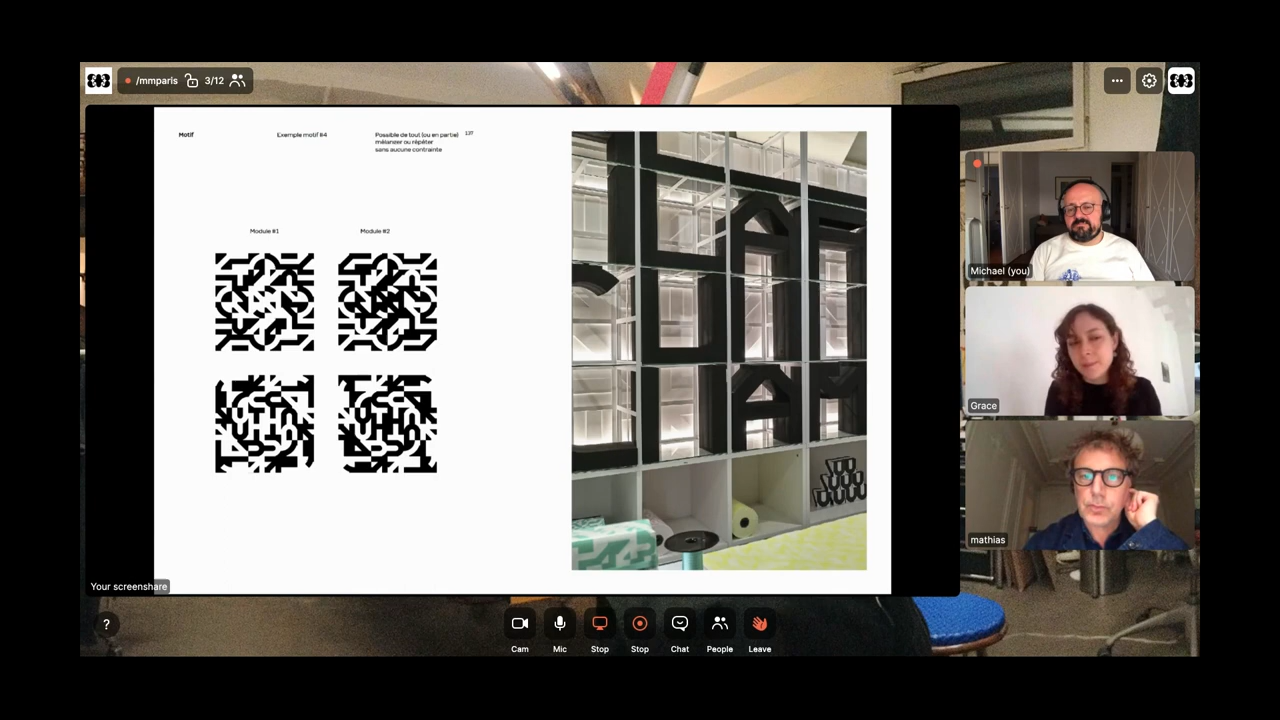 /mmparis
3/12
Motif
Exemple motif #4
Possible de tout (ou en partie)
mélanger ou répéter
sans aucune contrainte
137
Module #1
Module #2
Michael (you)
Grace
mathias
Your screenshare
?
Cam
Mic
Stop
Stop
Chat
People
Leave